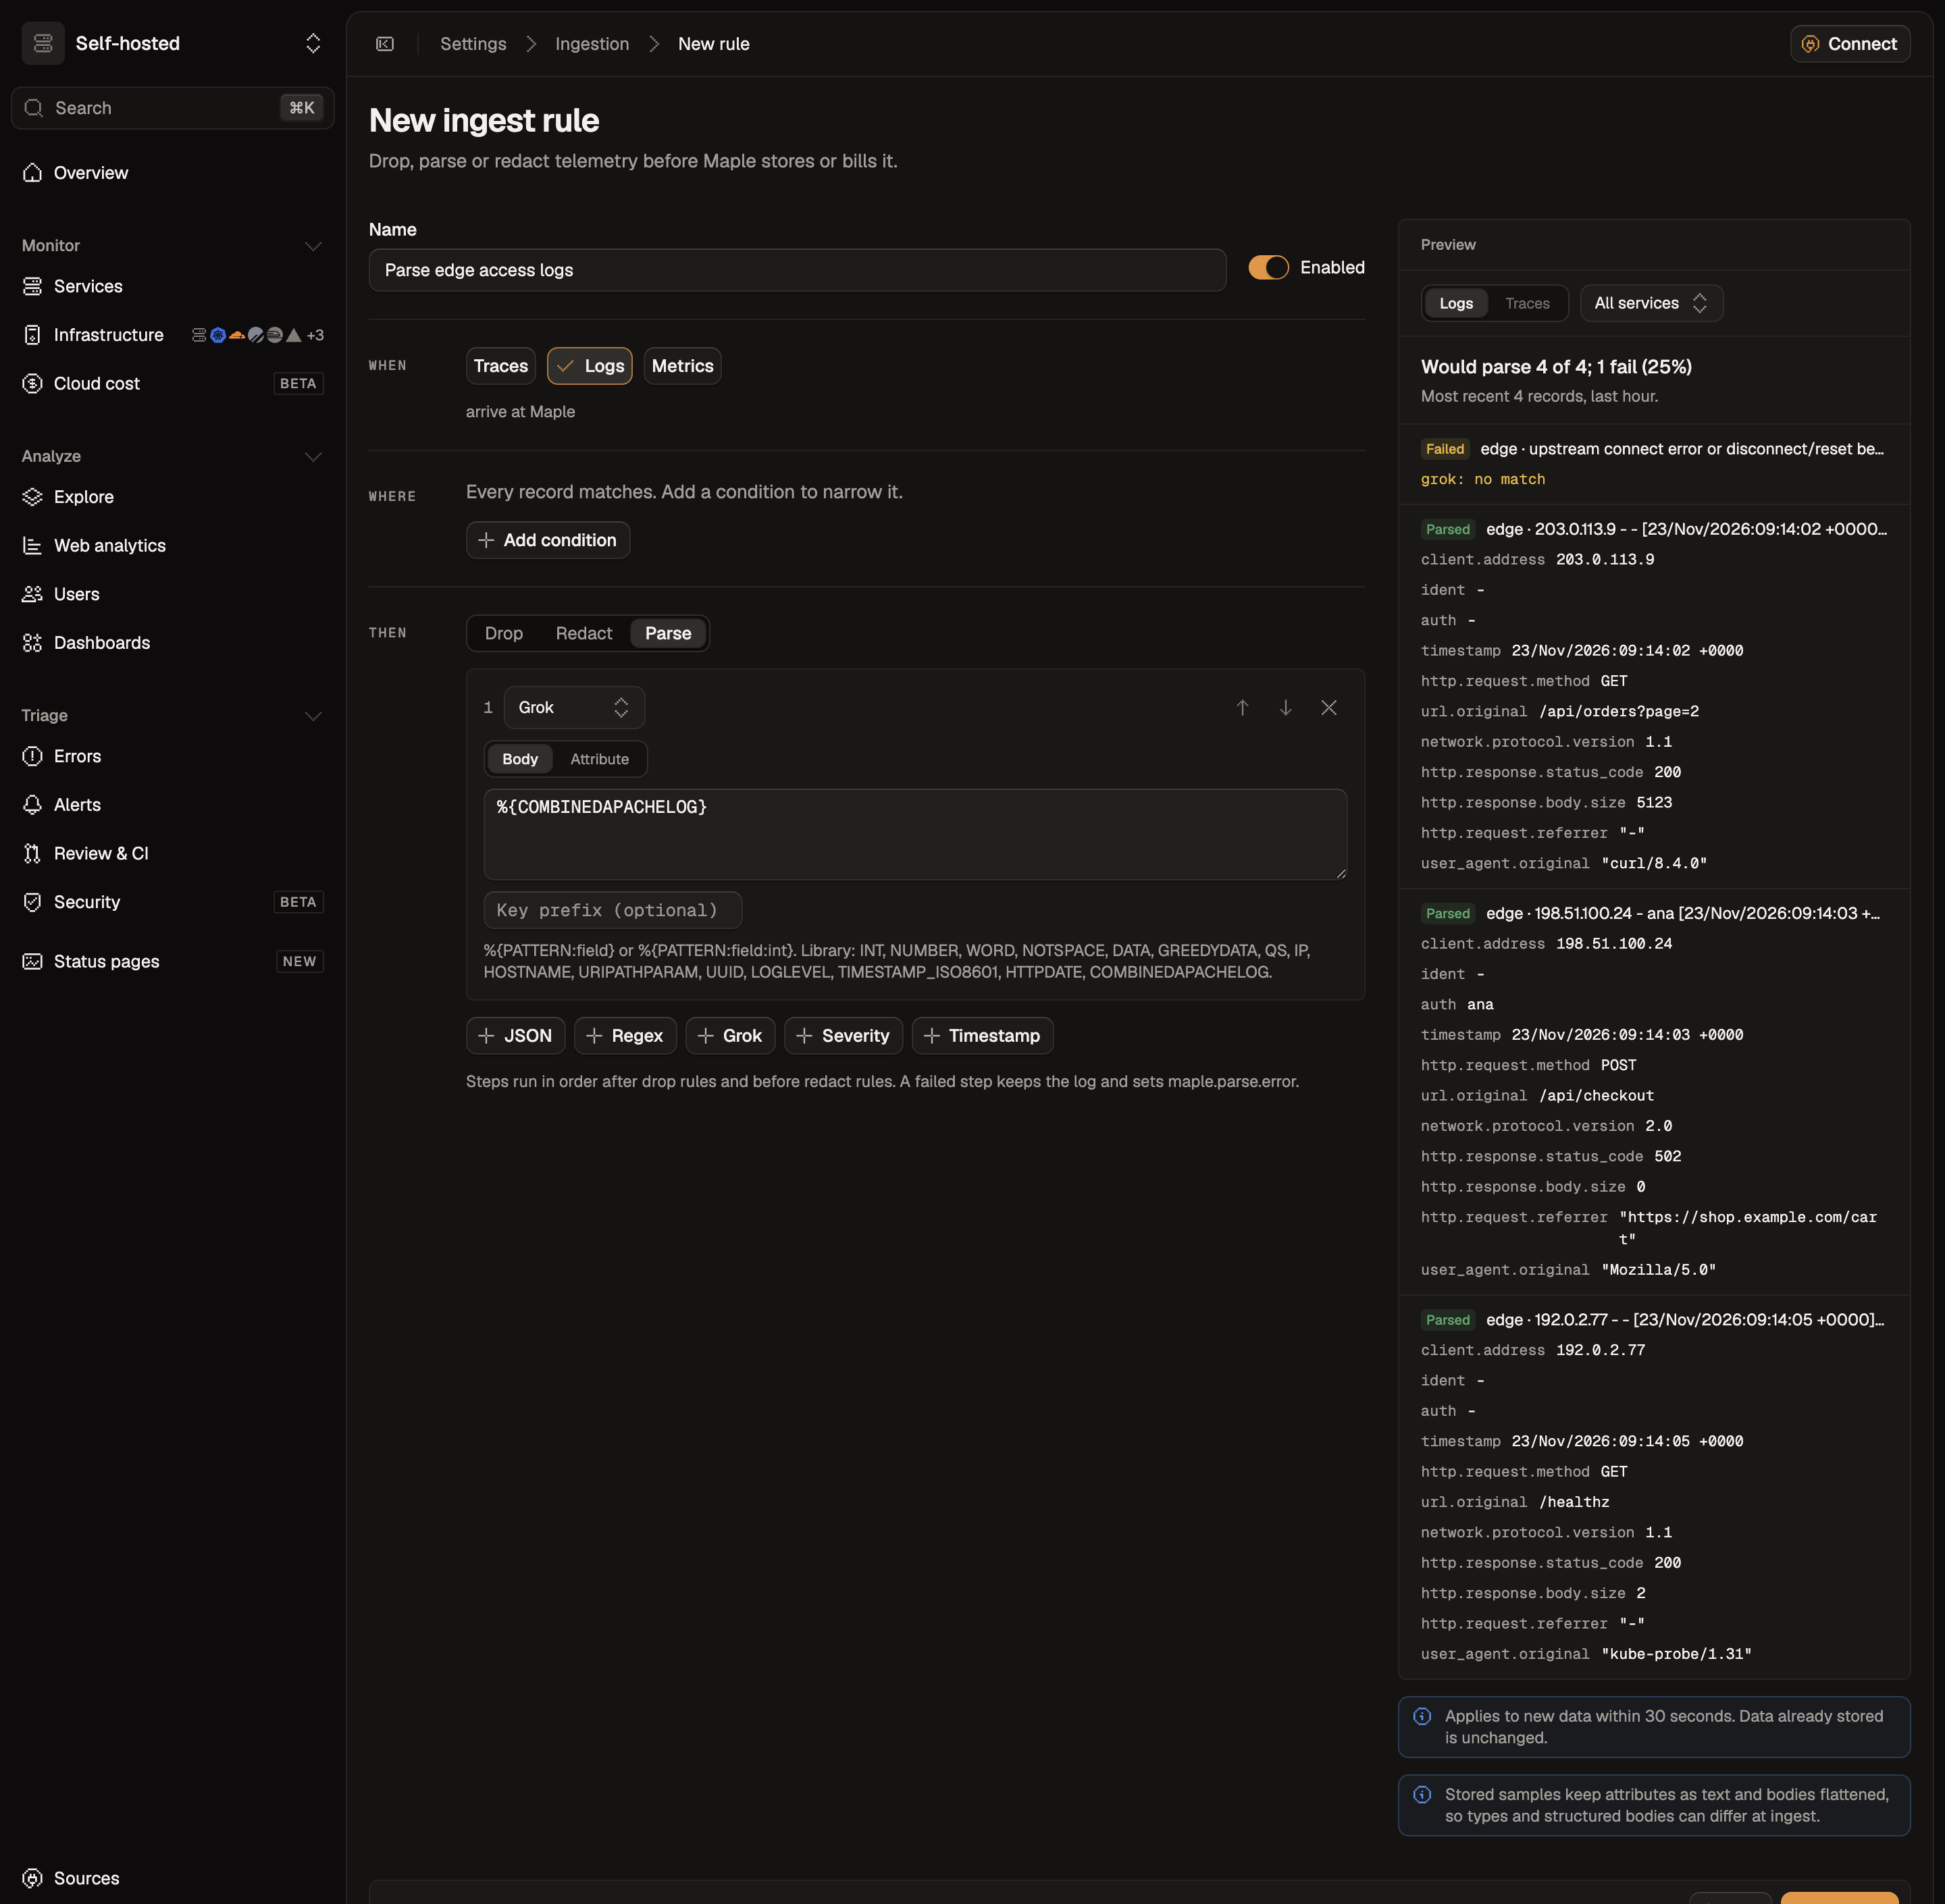 Self-hosted
Search ⌘K
Overview
Monitor
Services
Infrastructure +3
Cloud cost BETA
Analyze
Explore
Web analytics
Users
Dashboards
Triage
Errors
Alerts
Review & CI
Security BETA
Status pages NEW
Sources
Settings Ingestion New rule
Connect
New ingest rule
Drop, parse or redact telemetry before Maple stores or bills it.
Name
Parse edge access logs
Enabled
WHEN
Traces Logs Metrics
arrive at Maple
WHERE
Every record matches. Add a condition to narrow it.
Add condition
THEN
Drop Redact Parse
1 Grok
Body Attribute
%{COMBINEDAPACHELOG}
Key prefix (optional)
%{PATTERN:field} or %{PATTERN:field:int}. Library: INT, NUMBER, WORD, NOTSPACE, DATA, GREEDYDATA, QS, IP,
HOSTNAME, URIPATHPARAM, UUID, LOGLEVEL, TIMESTAMP_ISO8601, HTTPDATE, COMBINEDAPACHELOG.
JSON Regex Grok Severity Timestamp
Steps run in order after drop rules and before redact rules. A failed step keeps the log and sets maple.parse.error.
Preview
Logs Traces All services
Would parse 4 of 4; 1 fail (25%)
Most recent 4 records, last hour.
Failed edge · upstream connect error or disconnect/reset be...
grok: no match
Parsed edge · 203.0.113.9 - - [23/Nov/2026:09:14:02 +0000...
client.address 203.0.113.9
ident -
auth -
timestamp 23/Nov/2026:09:14:02 +0000
http.request.method GET
url.original /api/orders?page=2
network.protocol.version 1.1
http.response.status_code 200
http.response.body.size 5123
http.request.referrer "-"
user_agent.original "curl/8.4.0"
Parsed edge · 198.51.100.24 - ana [23/Nov/2026:09:14:03 +...
client.address 198.51.100.24
ident -
auth ana
timestamp 23/Nov/2026:09:14:03 +0000
http.request.method POST
url.original /api/checkout
network.protocol.version 2.0
http.response.status_code 502
http.response.body.size 0
http.request.referrer "https://shop.example.com/car
t"
user_agent.original "Mozilla/5.0"
Parsed edge · 192.0.2.77 - - [23/Nov/2026:09:14:05 +0000]...
client.address 192.0.2.77
ident -
auth -
timestamp 23/Nov/2026:09:14:05 +0000
http.request.method GET
url.original /healthz
network.protocol.version 1.1
http.response.status_code 200
http.response.body.size 2
http.request.referrer "-"
user_agent.original "kube-probe/1.31"
Applies to new data within 30 seconds. Data already stored
is unchanged.
Stored samples keep attributes as text and bodies flattened,
so types and structured bodies can differ at ingest.